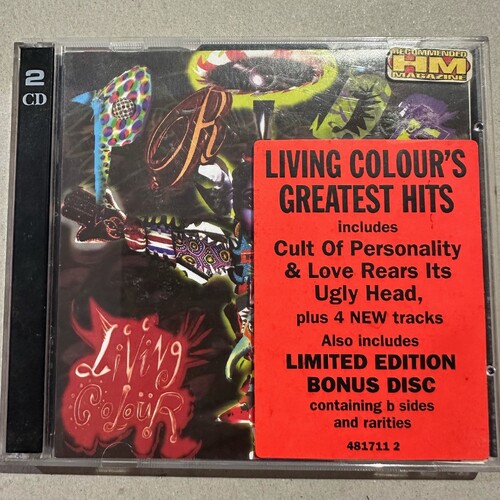 2
CD
RECOMMENDED
HM
MAGAZINE
P
R
LIVING COLOUR'S
GREATEST HITS
includes
Cult Of Personality
& Love Rears Its
Ugly Head,
plus 4 NEW tracks
Also includes
LIMITED EDITION
BONUS DISC
containing b sides
and rarities
481711 2
Living
Coloür